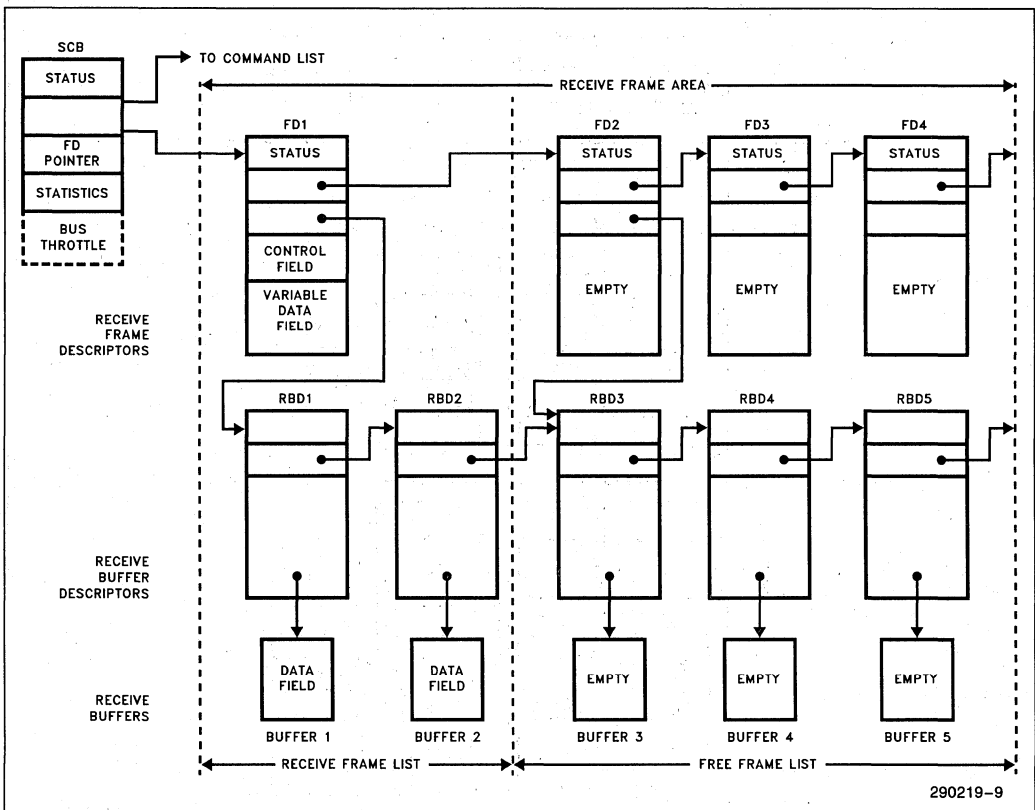 SCB
STATUS
FD
POINTER
STATISTICS
BUS
THROTTLE
TO COMMAND LIST
RECEIVE FRAME AREA
FD1
STATUS
CONTROL
FIELD
VARIABLE
DATA
FIELD
FD2
STATUS
EMPTY
FD3
STATUS
EMPTY
FD4
STATUS
EMPTY
RECEIVE
FRAME
DESCRIPTORS
RBD1
RBD2
RBD3
RBD4
RBD5
RECEIVE
BUFFER
DESCRIPTORS
DATA
FIELD
DATA
FIELD
EMPTY
EMPTY
EMPTY
RECEIVE
BUFFERS
BUFFER 1
BUFFER 2
BUFFER 3
BUFFER 4
BUFFER 5
RECEIVE FRAME LIST
FREE FRAME LIST
290219-9